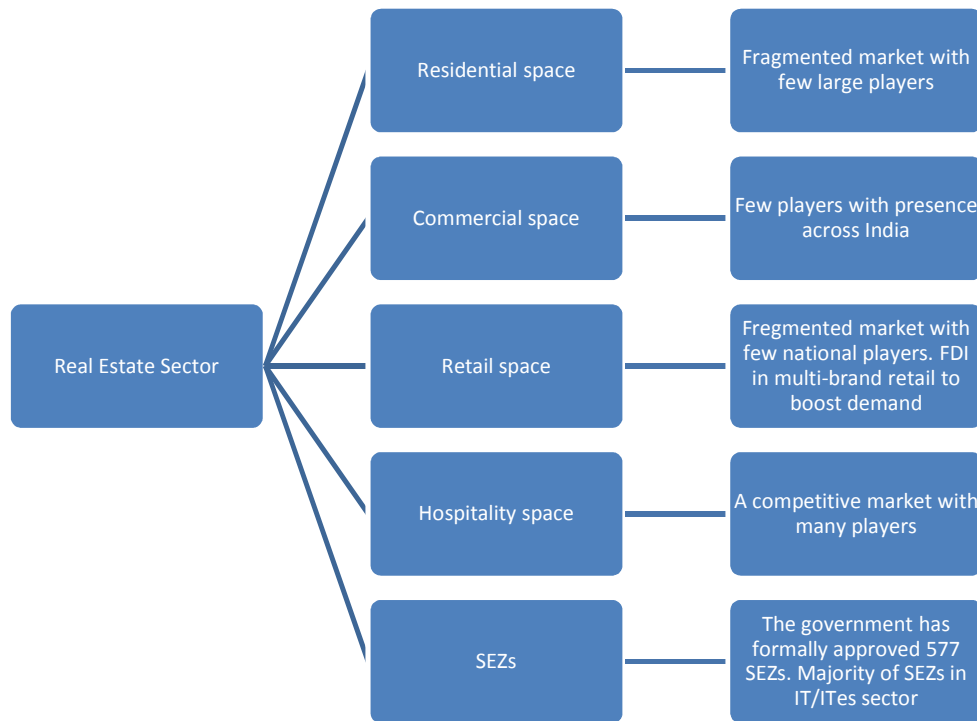 Real Estate Sector
Residential space
Fragmented market with
few large players
Commercial space
Few players with presence
across India
Retail space
Fregmented market with
few national players. FDI
in multi-brand retail to
boost demand
Hospitality space
A competitive market with
many players
SEZs
The government has
formally approved 577
SEZs. Majority of SEZs in
IT/ITes sector